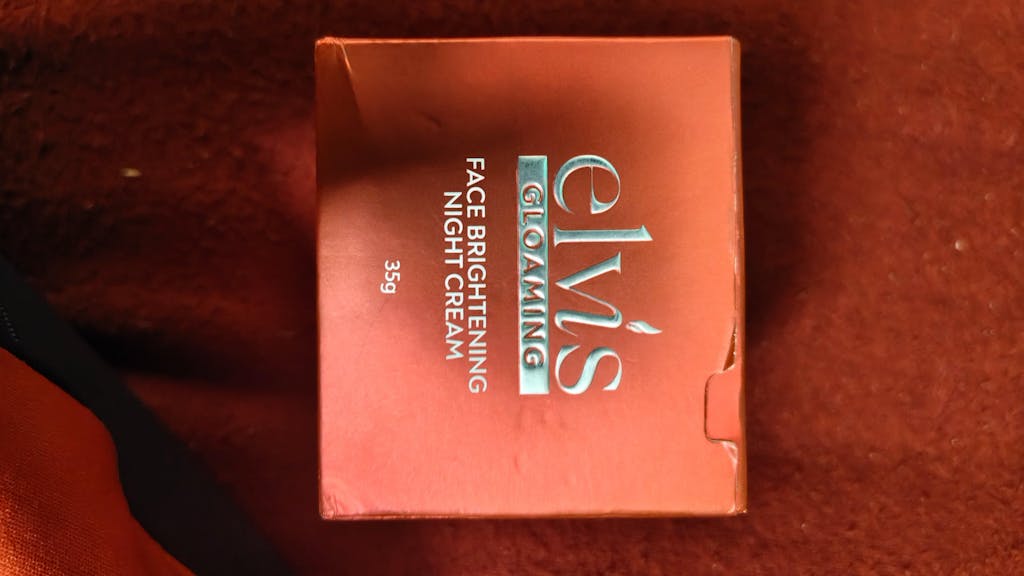 elvis
GLOAMING
FACE BRIGHTENING
NIGHT CREAM
35g